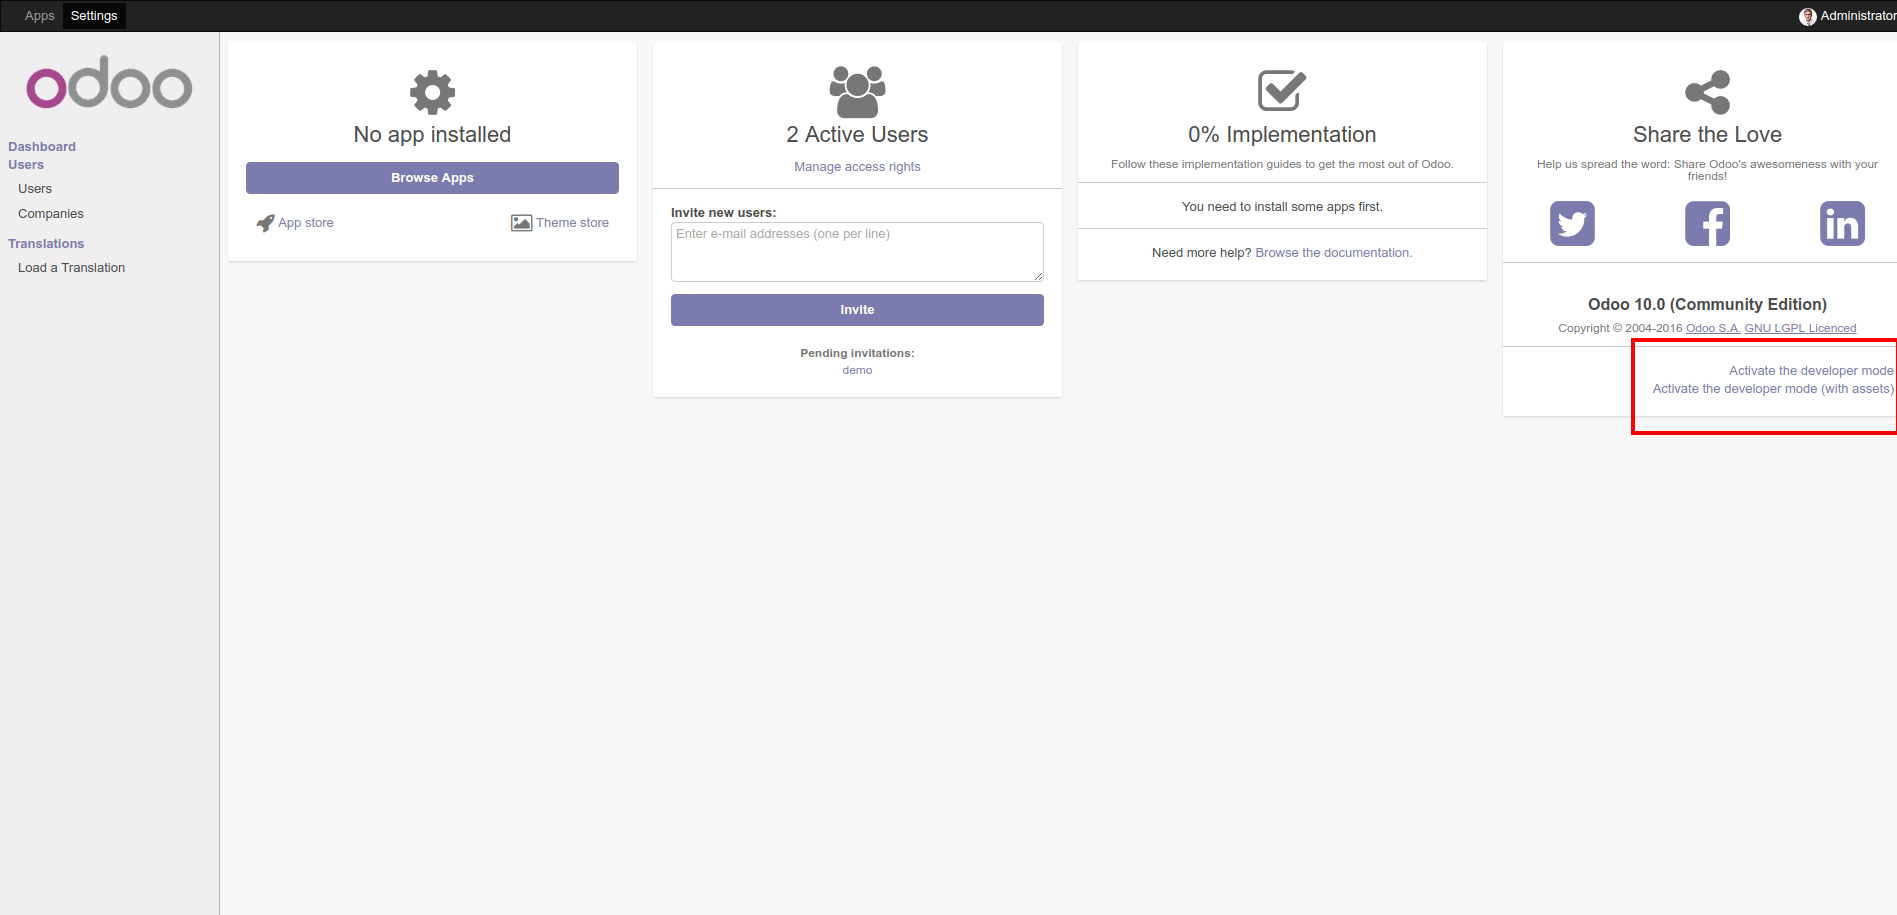 Apps Settings Administrator
odoo
Dashboard
Users
Users
Companies
Translations
Load a Translation
No app installed
Browse Apps
App store Theme store
2 Active Users
Manage access rights
Invite new users:
Enter e-mail addresses (one per line)
Invite
Pending invitations:
demo
0% Implementation
Follow these implementation guides to get the most out of Odoo.
You need to install some apps first.
Need more help? Browse the documentation.
Share the Love
Help us spread the word: Share Odoo's awesomeness with your
friends!
in
Odoo 10.0 (Community Edition)
Copyright © 2004-2016 Odoo S.A. GNU LGPL Licenced
Activate the developer mode
Activate the developer mode (with assets)